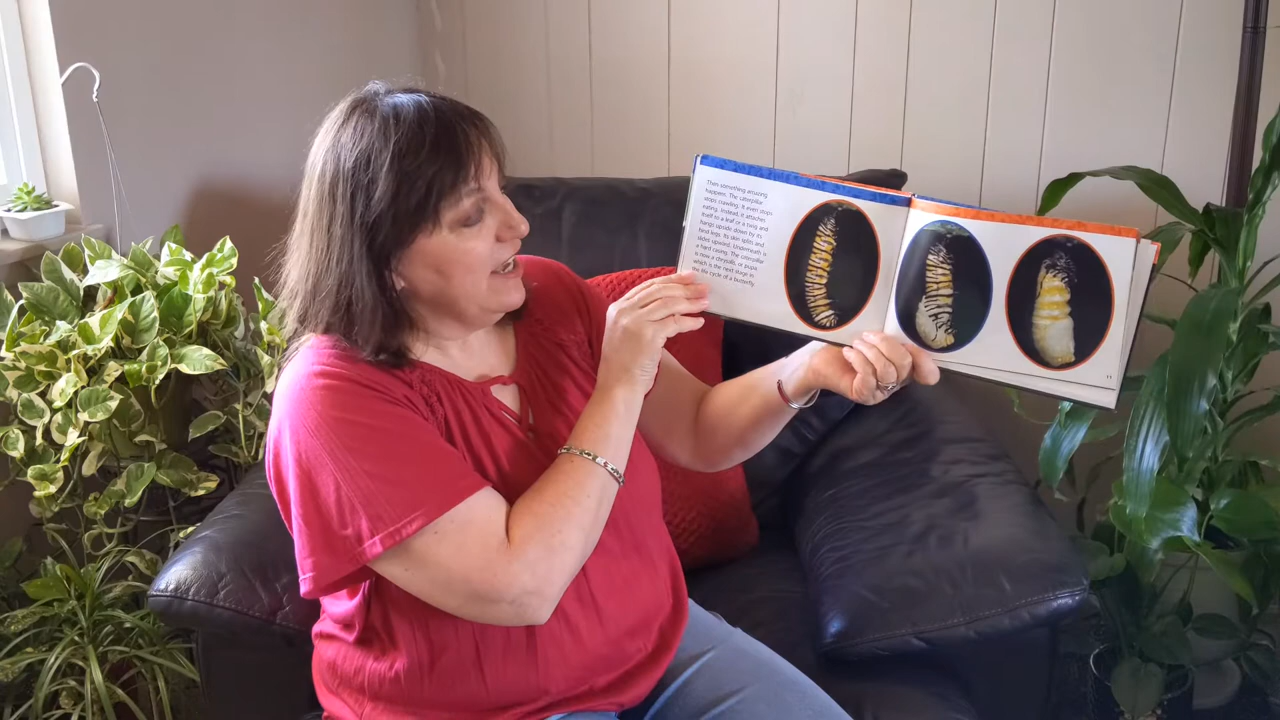 Then something amazing
happens. The caterpillar
stops crawling. It even stops
eating. Instead, it attaches
itself to a leaf or a twig and
hangs upside down by its
hind legs. Its skin splits and
slides upward. Underneath is
a hard casing. The caterpillar
is now a chrysalis, or pupa,
which is the next stage in
the life cycle of a butterfly.
11